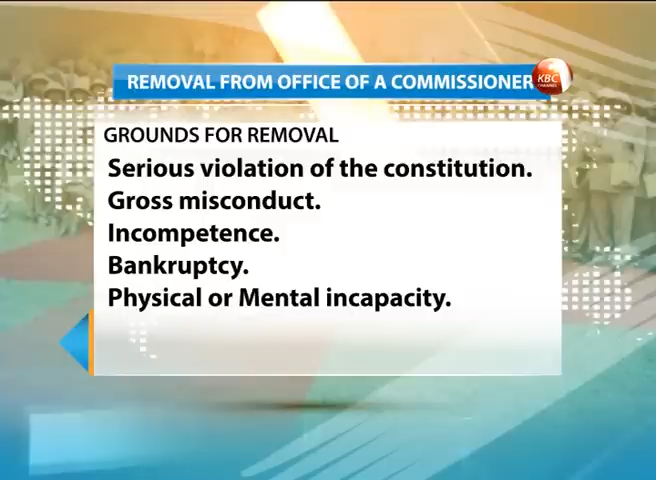 REMOVAL FROM OFFICE OF A COMMISSIONER
KBC
CHANNEL
GROUNDS FOR REMOVAL
Serious violation of the constitution.
Gross misconduct.
Incompetence.
Bankruptcy.
Physical or Mental incapacity.